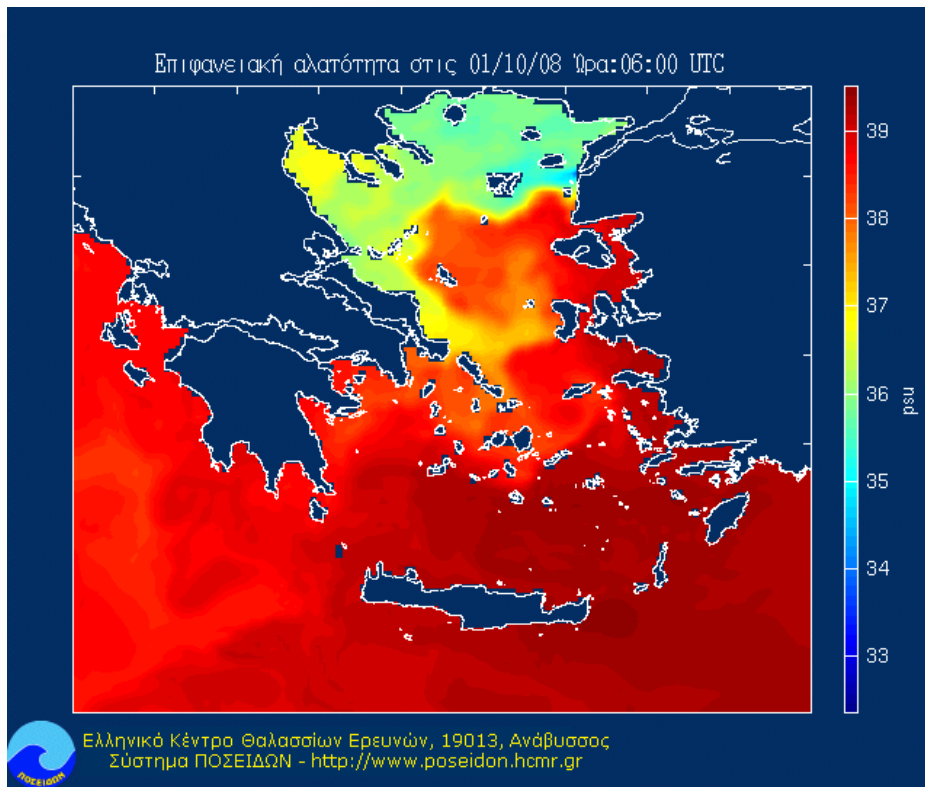 Επιφανειακή αλατότητα στις 01/10/08 Ώρα:06:00 UTC
39
38
37
36
35
34
33
psu
Ελληνικό Κέντρο Θαλασσίων Ερευνών, 19013, Ανάβυσσος
Σύστημα ΠΟΣΕΙΔΩΝ - http://www.poseidon.hcmr.gr
ΠΟΣΕΙΔΩΝ